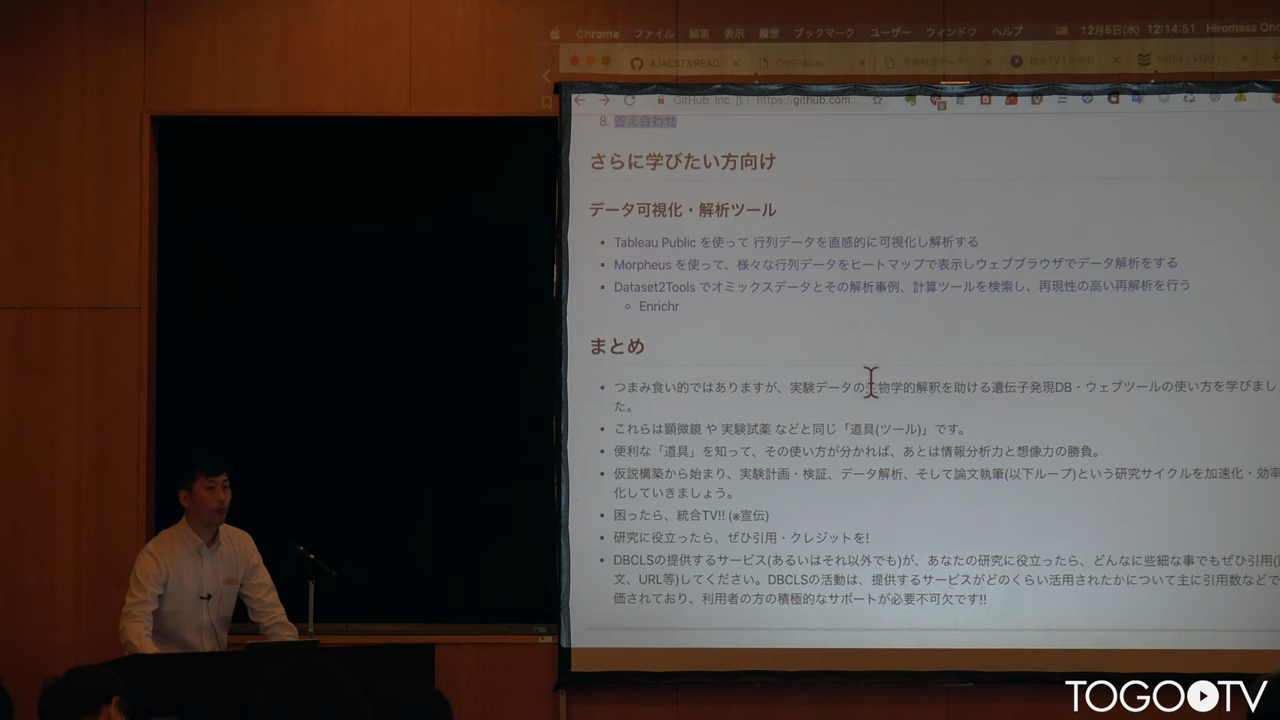 Chrome ファイル 編集 表示 履歴 ブックマーク ユーザー ウィンドウ ヘルプ 12月5日(水) 12:14:51 Hiromasa Ono
AJACS73/READ
GitHub, Inc. https://github.com...
8. 答え合わせ
さらに学びたい方向け
データ可視化・解析ツール
• Tableau Public を使って 行列データを直感的に可視化し解析する
• Morpheus を使って、様々な行列データをヒートマップで表示しウェブブラウザでデータ解析をする
• Dataset2Tools でオミックスデータとその解析事例、計算ツールを検索し、再現性の高い再解析を行う
◦ Enrichr
まとめ
• つまみ食い的ではありますが、実験データの生物学的解釈を助ける遺伝子発現DB・ウェブツールの使い方を学びまし
た。
• これらは顕微鏡 や 実験試薬 などと同じ「道具(ツール)」です。
• 便利な「道具」を知って、その使い方が分かれば、あとは情報分析力と想像力の勝負。
• 仮説構築から始まり、実験計画・検証、データ解析、そして論文執筆(以下ループ)という研究サイクルを加速化・効率
化していきましょう。
• 困ったら、統合TV!! (※宣伝)
• 研究に役立ったら、ぜひ引用・クレジットを!
• DBCLSの提供するサービス(あるいはそれ以外でも)が、あなたの研究に役立ったら、どんなに些細な事でもぜひ引用(
文、URL等)してください。DBCLSの活動は、提供するサービスがどのくらい活用されたかについて主に引用数などで
価されており、利用者の方の積極的なサポートが必要不可欠です!!
TOGO TV